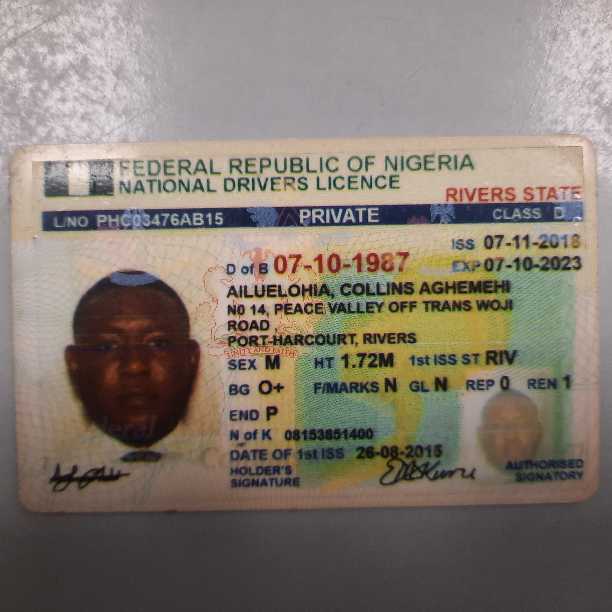 FEDERAL REPUBLIC OF NIGERIA
NATIONAL DRIVERS LICENCE
RIVERS STATE
L/NO PHC03476AB15 PRIVATE CLASS D
ISS 07-11-2018
D of B 07-10-1987 EXP 07-10-2023
AILUELOHIA, COLLINS AGHEMEHI
N0 14, PEACE VALLEY OFF TRANS WOJI
ROAD
PORT-HARCOURT, RIVERS
SEX M HT 1.72M 1st ISS ST RIV
BG O+ F/MARKS N GL N REP 0 REN 1
END P
N of K 08153851400
DATE OF 1st ISS 26-08-2015
HOLDER'S
SIGNATURE
AUTHORISED
SIGNATORY